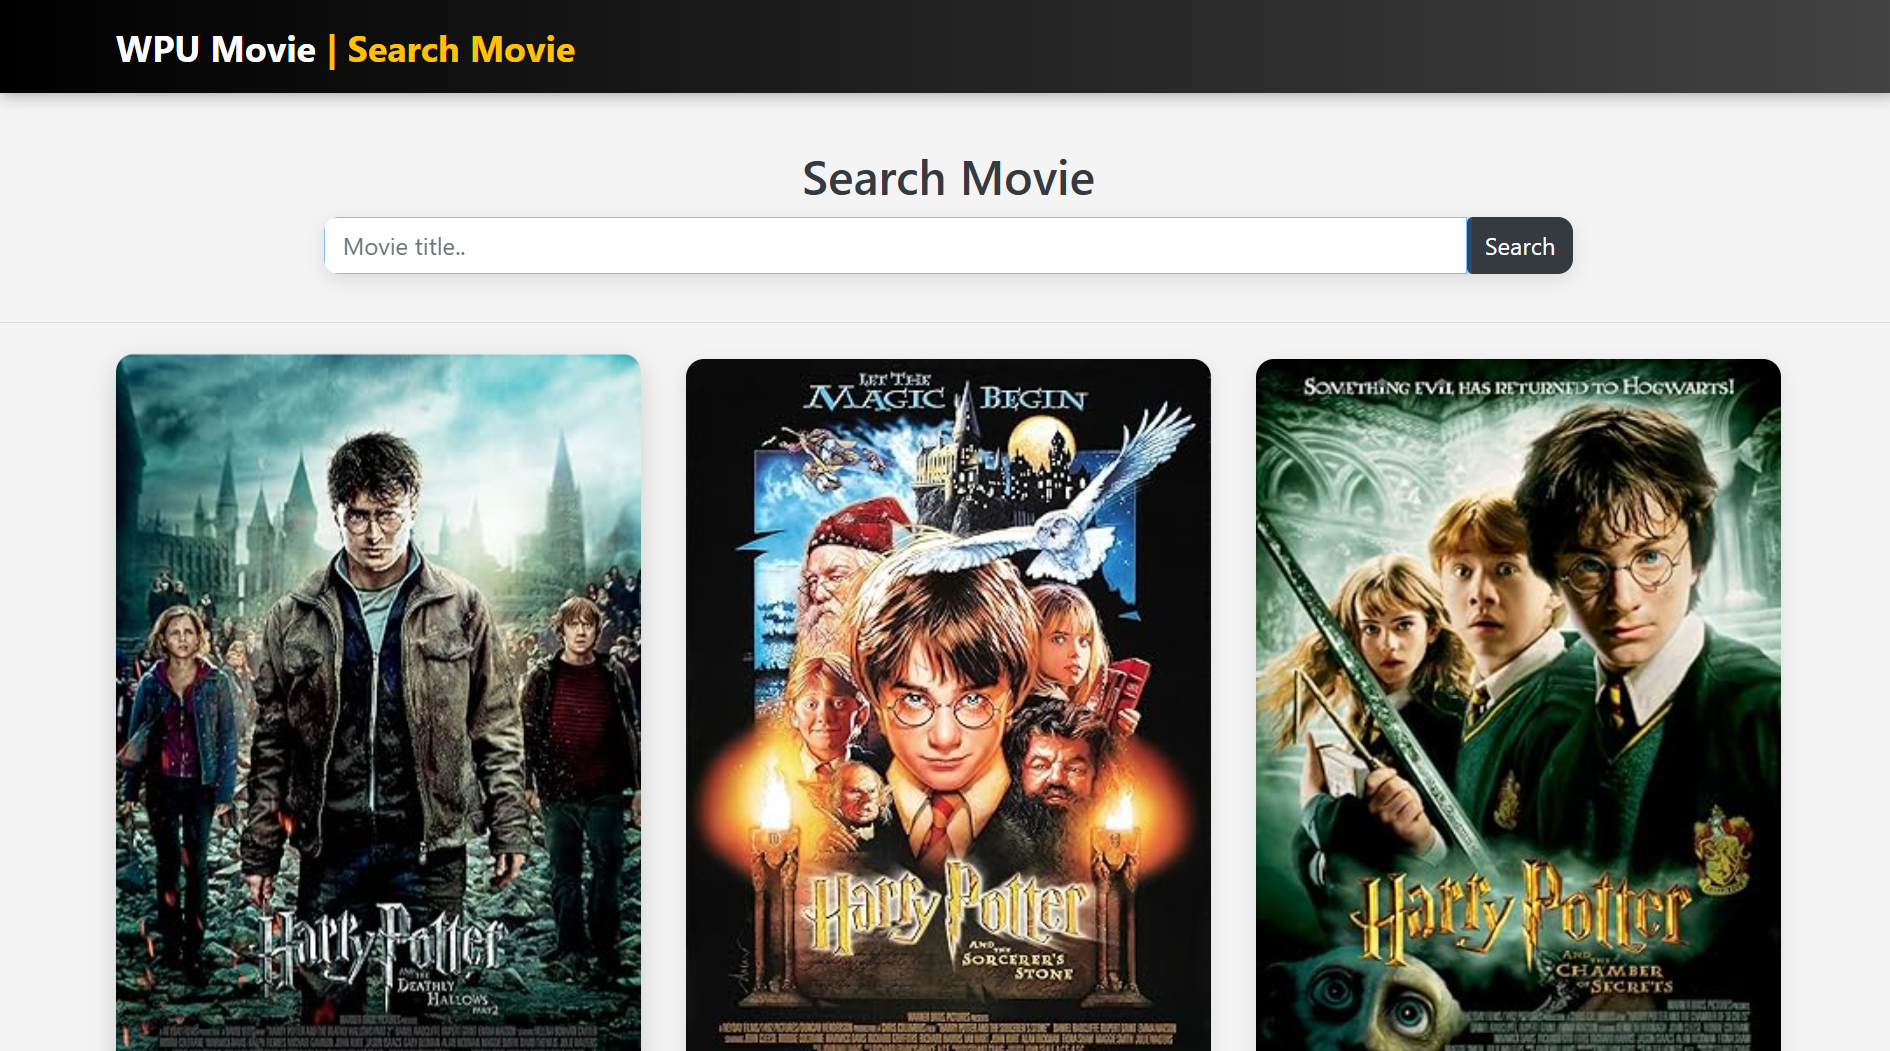 WPU Movie | Search Movie
Search Movie
Movie title..
Search
Harry Potter
AND THE
DEATHLY
HALLOWS
PART 2
LET THE
MAGIC BEGIN
Harry Potter
AND THE
SORCERER'S
STONE
SOMETHING EVIL HAS RETURNED TO HOGWARTS!
Harry Potter
AND THE
CHAMBER
OF SECRETS